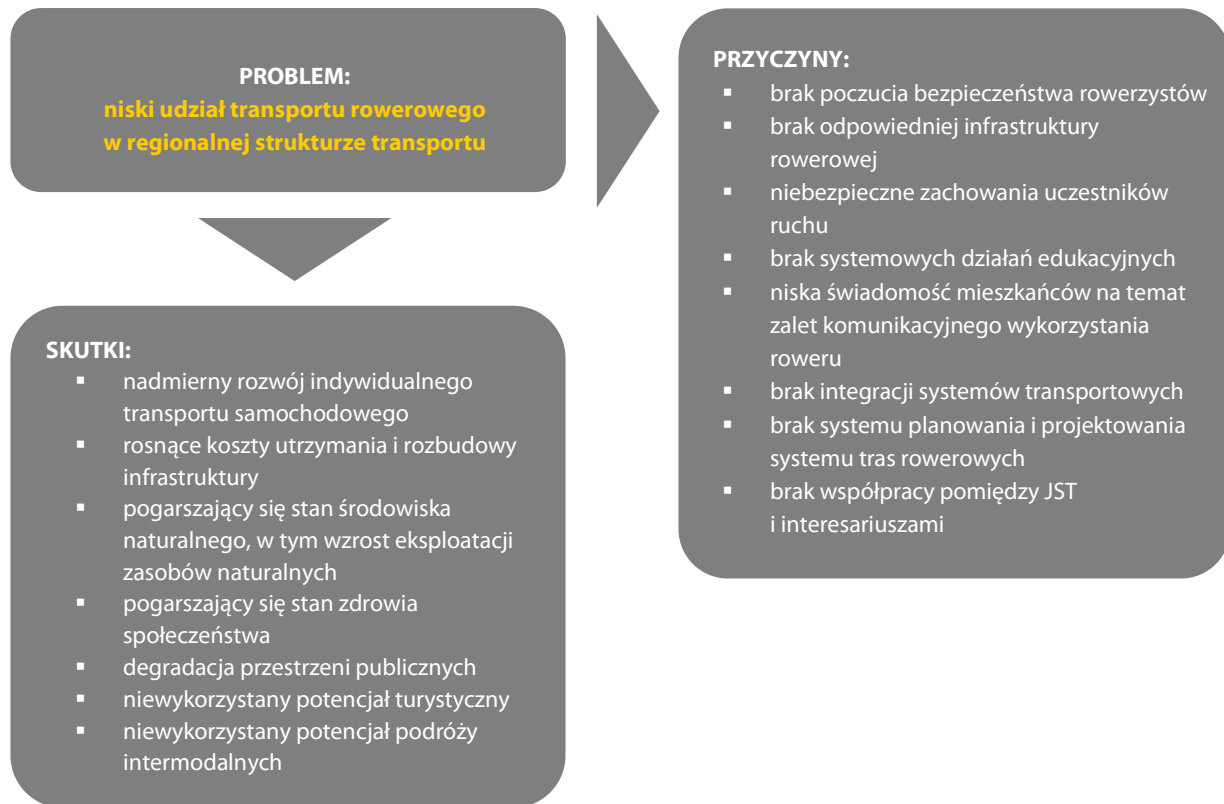 PROBLEM:
niski udział transportu rowerowego
w regionalnej strukturze transportu
PRZYCZYNY:
▪ brak poczucia bezpieczeństwa rowerzystów
▪ brak odpowiedniej infrastruktury
rowerowej
▪ niebezpieczne zachowania uczestników
ruchu
▪ brak systemowych działań edukacyjnych
▪ niska świadomość mieszkańców na temat
zalet komunikacyjnego wykorzystania
roweru
▪ brak integracji systemów transportowych
▪ brak systemu planowania i projektowania
systemu tras rowerowych
▪ brak współpracy pomiędzy JST
i interesariuszami
SKUTKI:
▪ nadmierny rozwój indywidualnego
transportu samochodowego
▪ rosnące koszty utrzymania i rozbudowy
infrastruktury
▪ pogarszający się stan środowiska
naturalnego, w tym wzrost eksploatacji
zasobów naturalnych
▪ pogarszający się stan zdrowia
społeczeństwa
▪ degradacja przestrzeni publicznych
▪ niewykorzystany potencjał turystyczny
▪ niewykorzystany potencjał podróży
intermodalnych